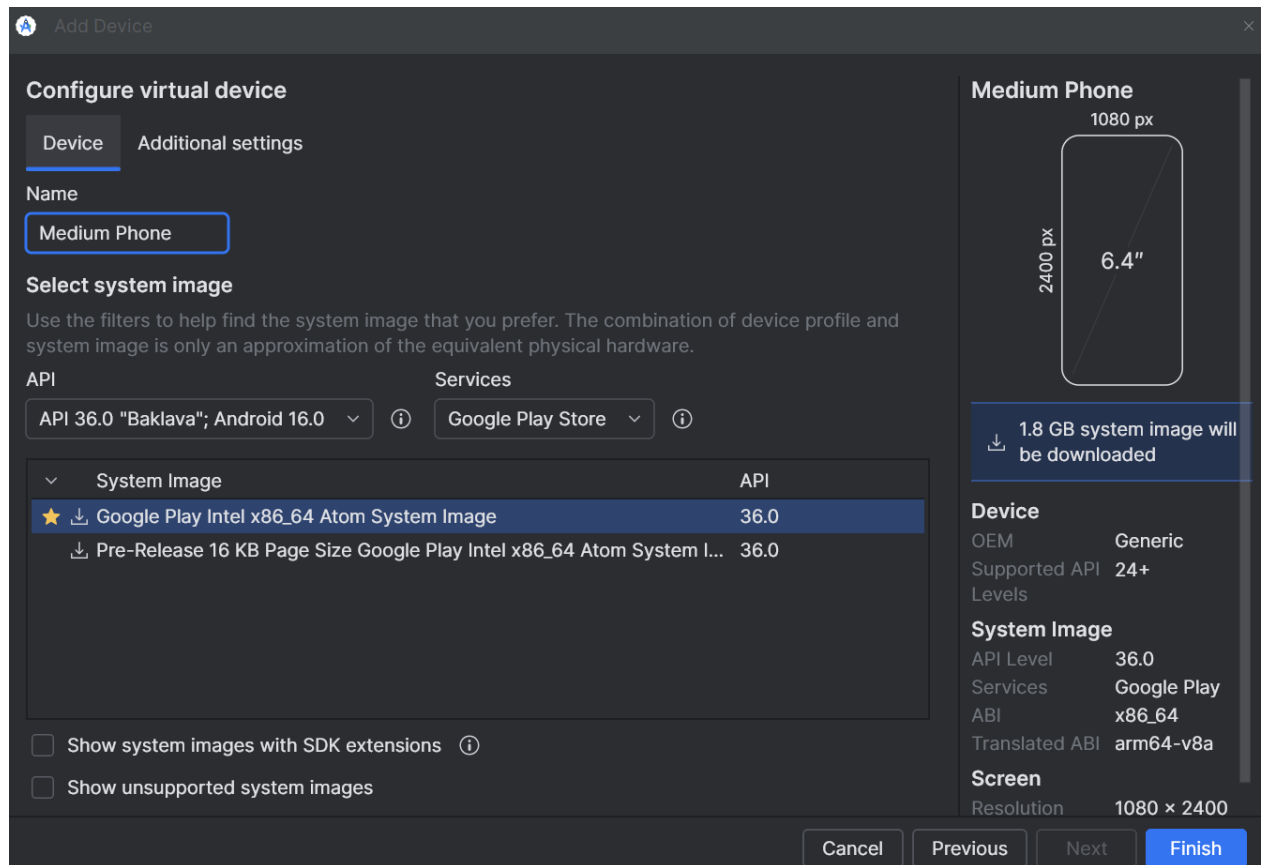 Add Device
Configure virtual device
Device
Additional settings
Name
Medium Phone
Select system image
Use the filters to help find the system image that you prefer. The combination of device profile and
system image is only an approximation of the equivalent physical hardware.
API
Services
API 36.0 "Baklava"; Android 16.0
Google Play Store
System Image
API
Google Play Intel x86_64 Atom System Image
36.0
Pre-Release 16 KB Page Size Google Play Intel x86_64 Atom System I...
36.0
Show system images with SDK extensions
Show unsupported system images
Medium Phone
1080 px
2400 px
6.4"
1.8 GB system image will
be downloaded
Device
OEM Generic
Supported API 24+
Levels
System Image
API Level 36.0
Services Google Play
ABI x86_64
Translated ABI arm64-v8a
Screen
Resolution 1080 × 2400
Cancel
Previous
Next
Finish